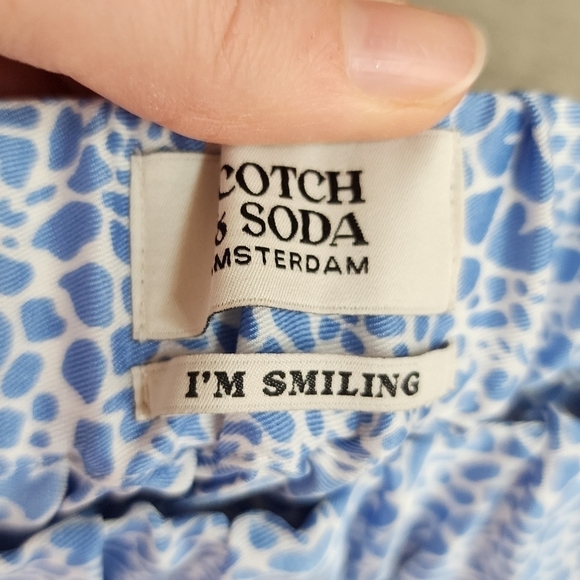 COTCH
& SODA
MSTERDAM
I'M SMILING